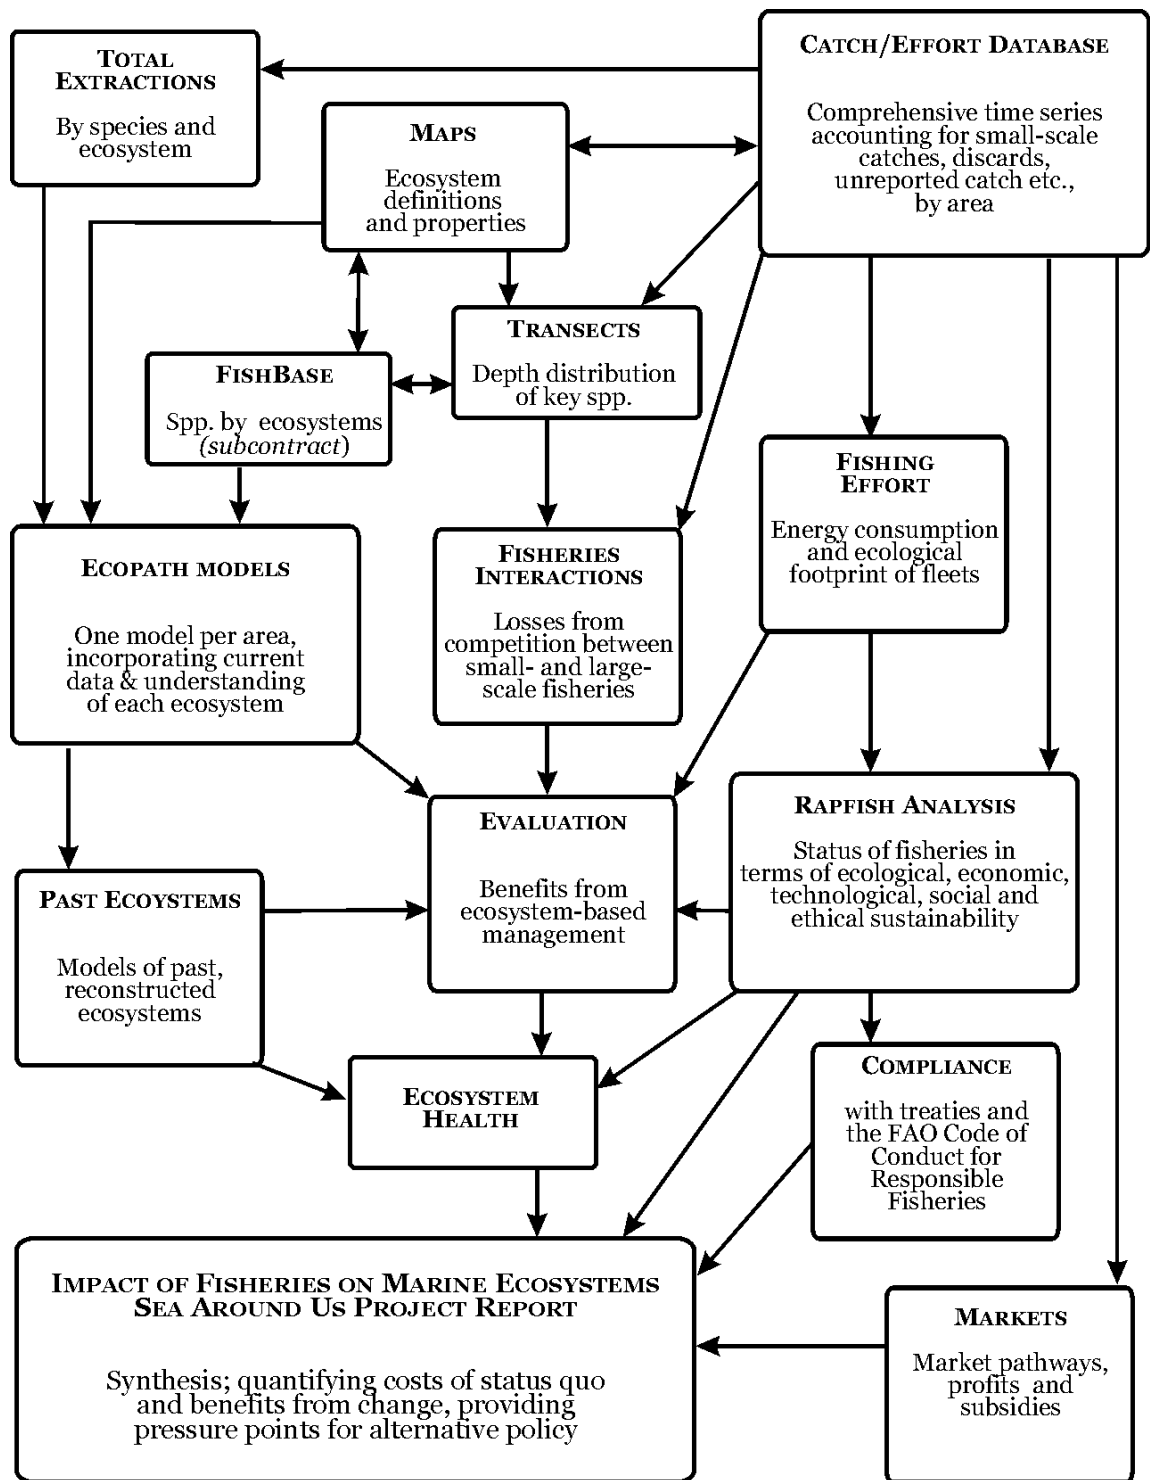 TOTAL
EXTRACTIONS
By species and
ecosystem
CATCH/EFFORT DATABASE
Comprehensive time series
accounting for small-scale
catches, discards,
unreported catch etc.,
by area
MAPS
Ecosystem
definitions
and properties
TRANSECTS
Depth distribution
of key spp.
FISHBASE
Spp. by ecosystems
(subcontract)
FISHING
EFFORT
Energy consumption
and ecological
footprint of fleets
ECOPATH MODELS
One model per area,
incorporating current
data & understanding
of each ecosystem
FISHERIES
INTERACTIONS
Losses from
competition between
small- and large-
scale fisheries
EVALUATION
Benefits from
ecosystem-based
management
RAPFISH ANALYSIS
Status of fisheries in
terms of ecological, economic,
technological, social and
ethical sustainability
PAST ECOYSTEMS
Models of past,
reconstructed
ecosystems
ECOSYSTEM
HEALTH
COMPLIANCE
with treaties and
the FAO Code of
Conduct for
Responsible
Fisheries
IMPACT OF FISHERIES ON MARINE ECOSYSTEMS
SEA AROUND US PROJECT REPORT
Synthesis; quantifying costs of status quo
and benefits from change, providing
pressure points for alternative policy
MARKETS
Market pathways,
profits and
subsidies